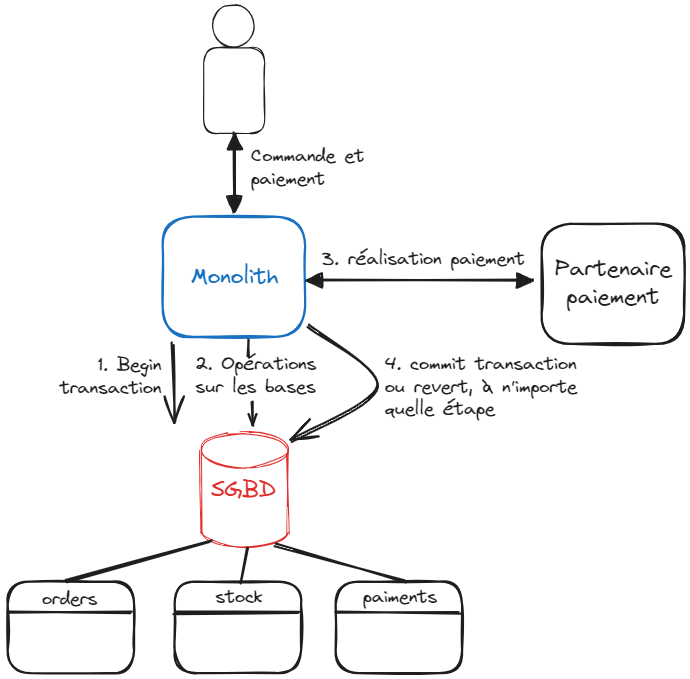 Commande et
paiement
Monolith
3. réalisation paiement
Partenaire
paiement
1. Begin
transaction
2. Opérations
sur les bases
4. commit transaction
ou revert, à n'importe
quelle étape
SGBD
orders
stock
paiments